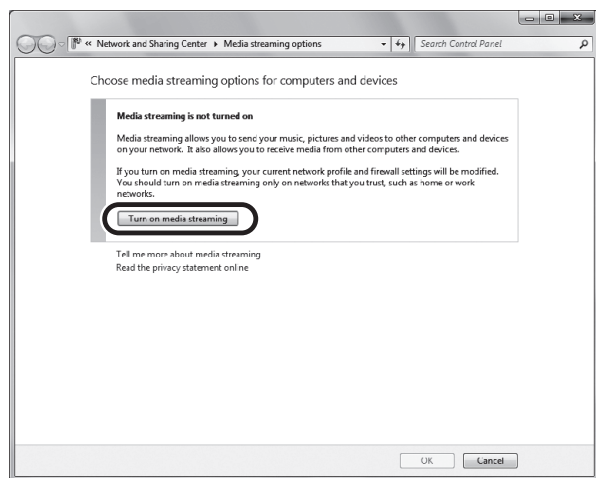 « Network and Sharing Center ▸ Media streaming options
Search Control Panel
Choose media streaming options for computers and devices
Media streaming is not turned on
Media streaming allows you to send your music, pictures and videos to other computers and devices
on your network. It also allows you to receive media from other computers and devices.
If you turn on media streaming, your current network profile and firewall settings will be modified.
You should turn on media streaming only on networks that you trust, such as home or work
networks.
Turn on media streaming
Tell me more about media streaming
Read the privacy statement online
OK
Cancel